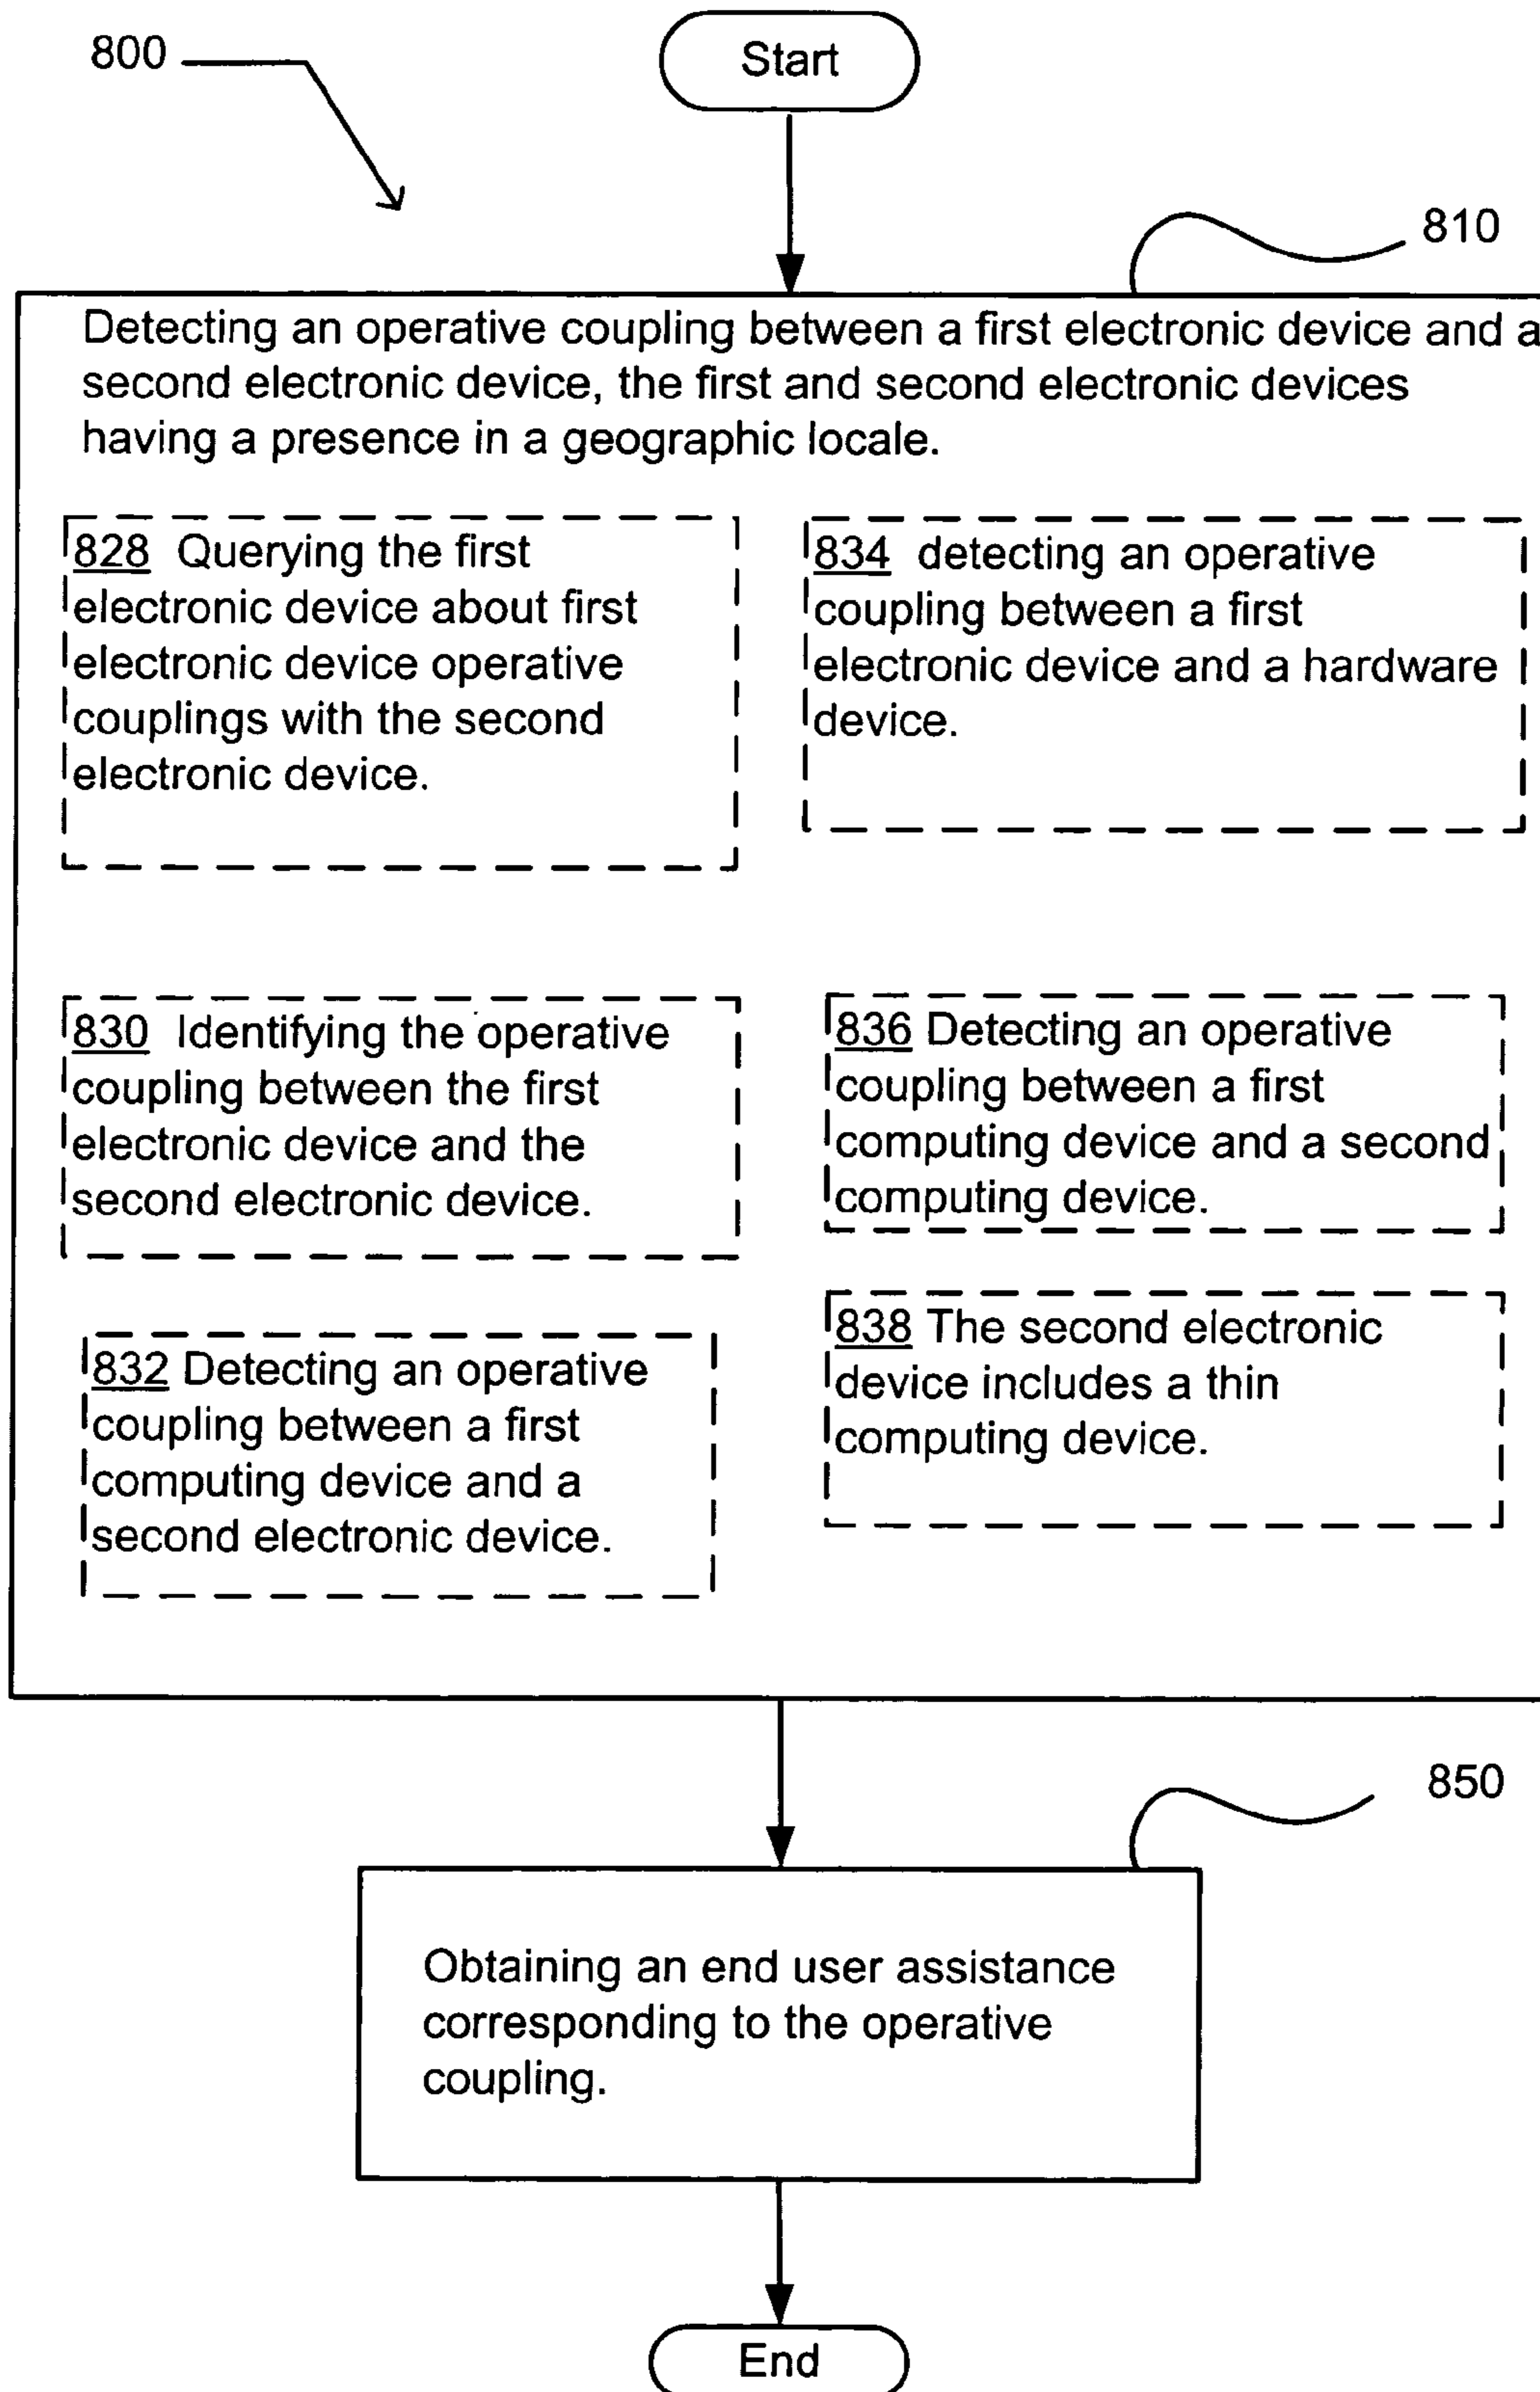 800
Start
810
Detecting an operative coupling between a first electronic device and a
second electronic device, the first and second electronic devices
having a presence in a geographic locale.
828 Querying the first
electronic device about first
electronic device operative
couplings with the second
electronic device.
834 detecting an operative
coupling between a first
electronic device and a hardware
device.
830 Identifying the operative
coupling between the first
electronic device and the
second electronic device.
836 Detecting an operative
coupling between a first
computing device and a second
computing device.
832 Detecting an operative
coupling between a first
computing device and a
second electronic device.
838 The second electronic
device includes a thin
computing device.
850
Obtaining an end user assistance
corresponding to the operative
coupling.
End